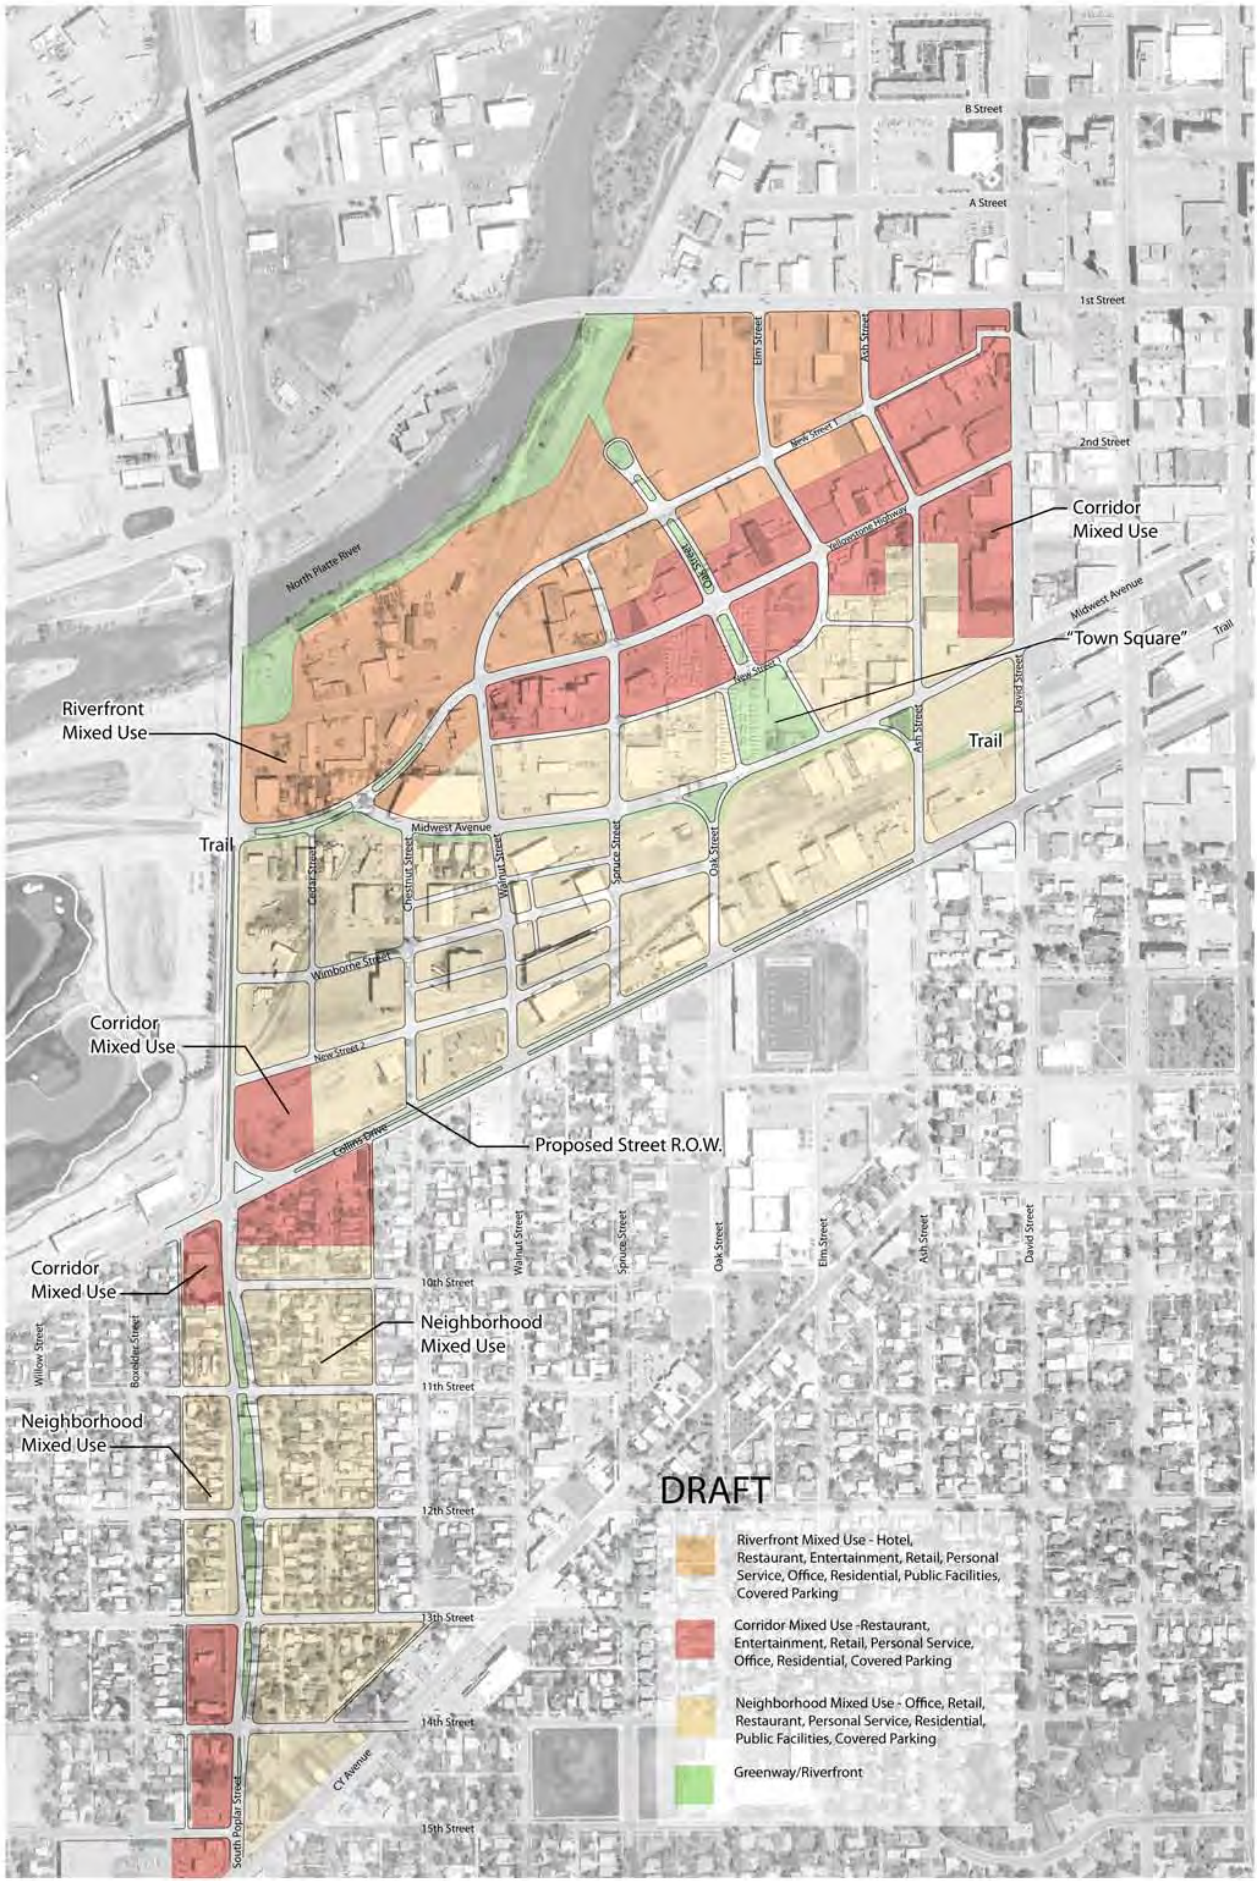 B Street
A Street
1st Street
Elm Street
Ash Street
New Street 1
2nd Street
Corridor
Mixed Use
Yellowstone Highway
Oak Street
North Platte River
Midwest Avenue
Trail
"Town Square"
New Street 1
David Street
Riverfront
Mixed Use
Ash Street
Trail
Trail
Midwest Avenue
Cedar Street
Chestnut Street
Walnut Street
Spruce Street
Oak Street
Wimborne Street
Corridor
Mixed Use
New Street 2
Collins Drive
Proposed Street R.O.W.
Walnut Street
Spruce Street
Oak Street
Elm Street
Ash Street
David Street
Corridor
Mixed Use
10th Street
Neighborhood
Mixed Use
Willow Street
Boxelder Street
11th Street
Neighborhood
Mixed Use
12th Street
13th Street
14th Street
CY Avenue
South Poplar Street
15th Street
DRAFT
Riverfront Mixed Use - Hotel,
Restaurant, Entertainment, Retail, Personal
Service, Office, Residential, Public Facilities,
Covered Parking
Corridor Mixed Use -Restaurant,
Entertainment, Retail, Personal Service,
Office, Residential, Covered Parking
Neighborhood Mixed Use - Office, Retail,
Restaurant, Personal Service, Residential,
Public Facilities, Covered Parking
Greenway/Riverfront